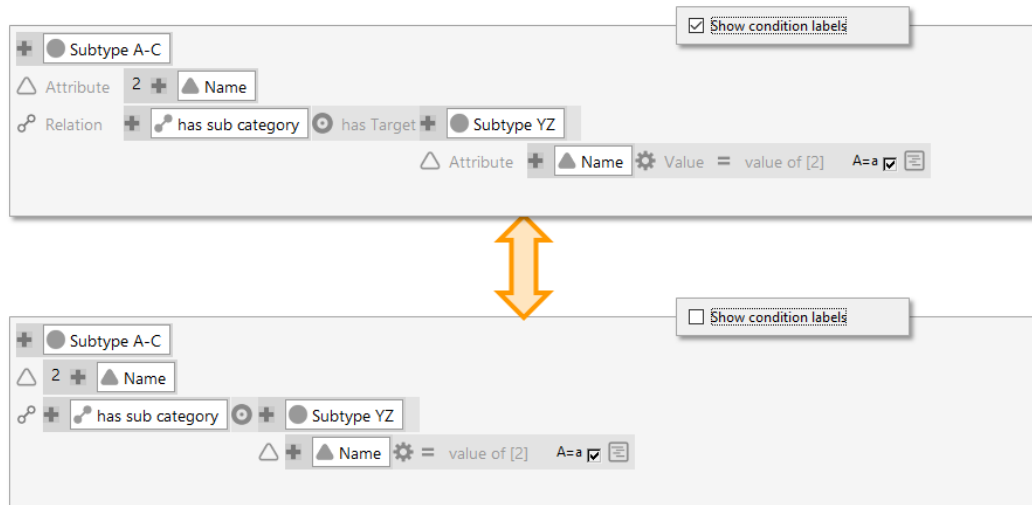 Show condition labels
Subtype A-C
Attribute 2 Name
Relation has sub category has Target Subtype YZ
Attribute Name Value = value of [2] A=a
Show condition labels
Subtype A-C
2 Name
has sub category Subtype YZ
Name = value of [2] A=a